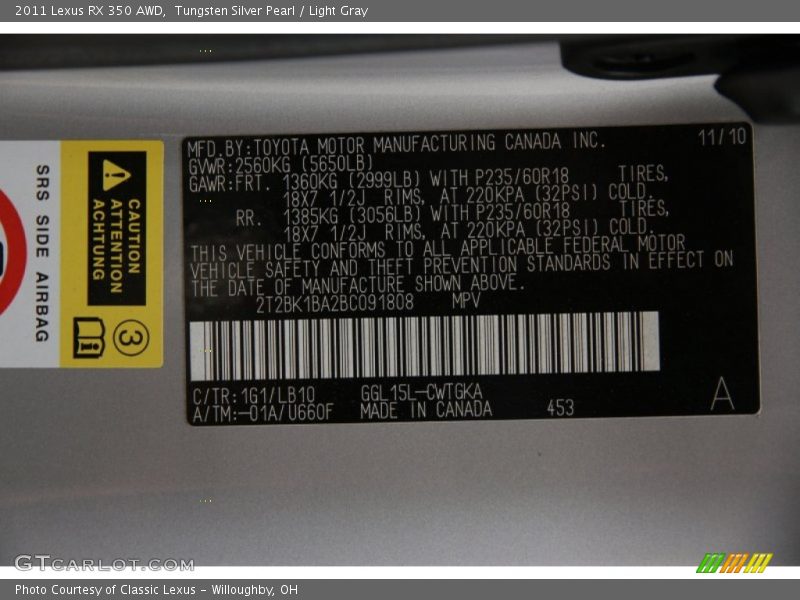 2011 Lexus RX 350 AWD, Tungsten Silver Pearl / Light Gray
SRS SIDE AIRBAG
CAUTION
ATTENTION
ACHTUNG
3
MFD.BY:TOYOTA MOTOR MANUFACTURING CANADA INC. 11/10
GVWR:2560KG (5650LB)
GAWR:FRT. 1360KG (2999LB) WITH P235/60R18 TIRES,
18X7 1/2J RIMS, AT 220KPA (32PSI) COLD.
RR. 1385KG (3056LB) WITH P235/60R18 TIRES,
18X7 1/2J RIMS, AT 220KPA (32PSI) COLD.
THIS VEHICLE CONFORMS TO ALL APPLICABLE FEDERAL MOTOR
VEHICLE SAFETY AND THEFT PREVENTION STANDARDS IN EFFECT ON
THE DATE OF MANUFACTURE SHOWN ABOVE.
2T2BK1BA2BC091808 MPV
C/TR:1G1/LB10 GGL15L-CWTGKA
A/TM:-01A/U660F MADE IN CANADA 453 A
GTCARLOT.COM
Photo Courtesy of Classic Lexus - Willoughby, OH